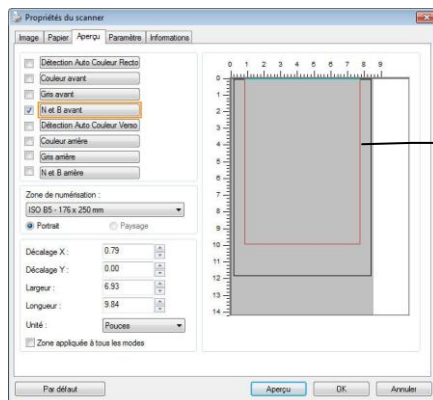 Propriétés du scanner
Image Papier Aperçu Paramètre Informations
Détection Auto Couleur Recto
Couleur avant
Gris avant
N et B avant
Détection Auto Couleur Verso
Couleur arrière
Gris arrière
N et B arrière
Zone de numérisation :
ISO B5 - 176 x 250 mm
Portrait Paysage
Décalage X : 0.79
Décalage Y : 0.00
Largeur : 6.93
Longueur : 9.84
Unité : Pouces
Zone appliquée à tous les modes
0 1 2 3 4 5 6 7 8 9
0
1
2
3
4
5
6
7
8
9
10
11
12
13
14
Par défaut Aperçu OK Annuler